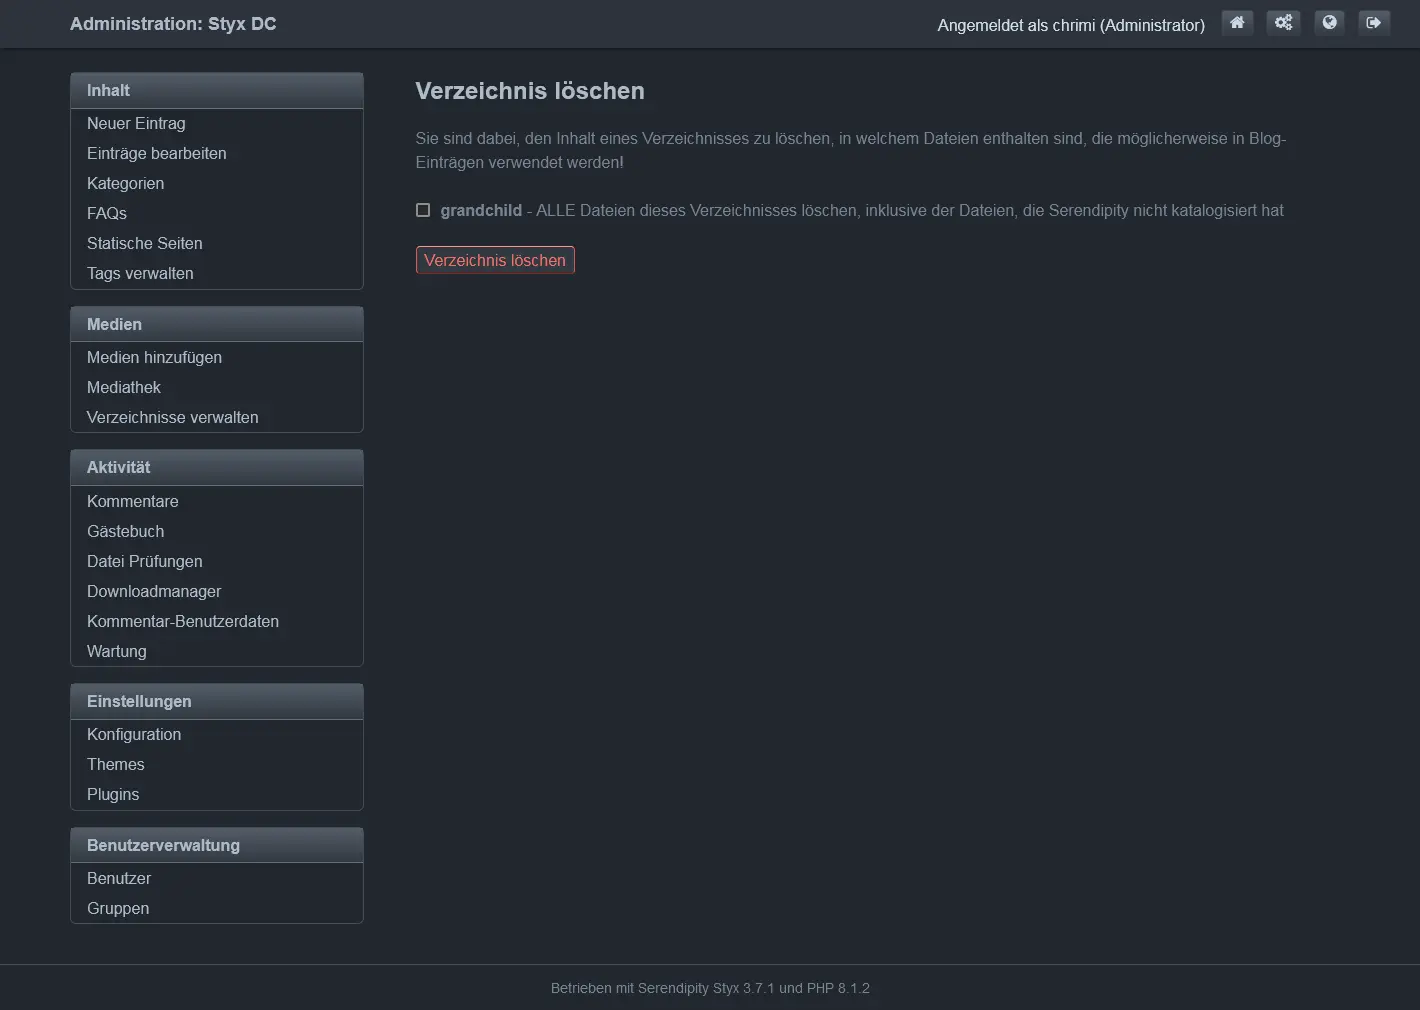 Administration: Styx DC
Angemeldet als chrimi (Administrator)
Inhalt
Neuer Eintrag
Einträge bearbeiten
Kategorien
FAQs
Statische Seiten
Tags verwalten
Medien
Medien hinzufügen
Mediathek
Verzeichnisse verwalten
Aktivität
Kommentare
Gästebuch
Datei Prüfungen
Downloadmanager
Kommentar-Benutzerdaten
Wartung
Einstellungen
Konfiguration
Themes
Plugins
Benutzerverwaltung
Benutzer
Gruppen
Verzeichnis löschen
Sie sind dabei, den Inhalt eines Verzeichnisses zu löschen, in welchem Dateien enthalten sind, die möglicherweise in Blog-
Einträgen verwendet werden!
grandchild - ALLE Dateien dieses Verzeichnisses löschen, inklusive der Dateien, die Serendipity nicht katalogisiert hat
Verzeichnis löschen
Betrieben mit Serendipity Styx 3.7.1 und PHP 8.1.2